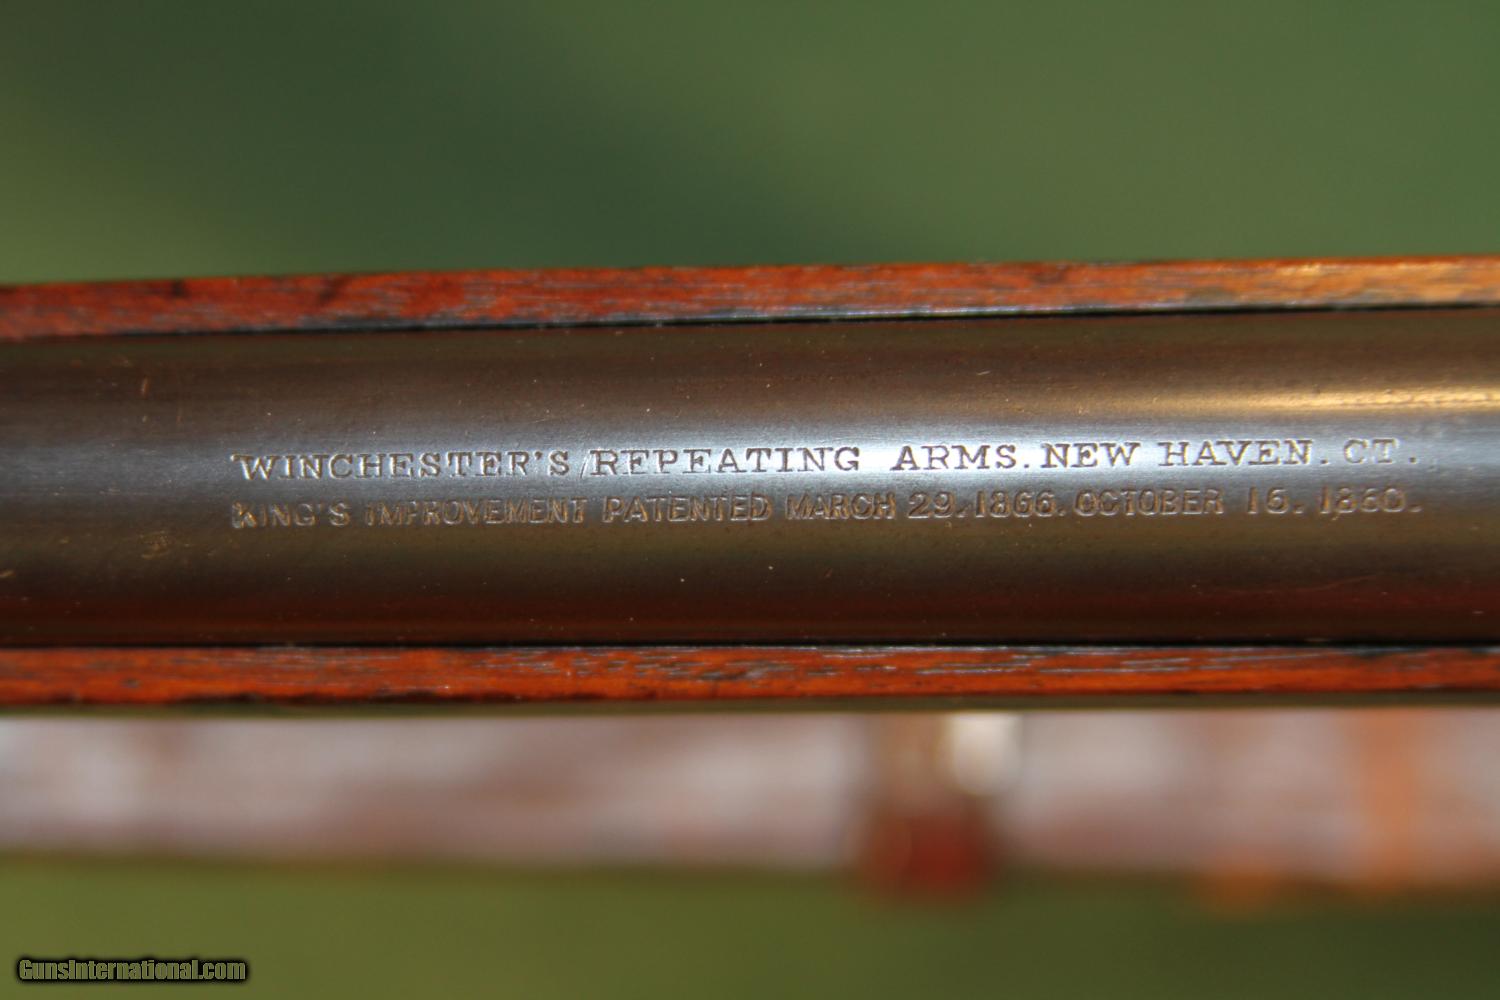 WINCHESTER'S REPEATING ARMS. NEW HAVEN. CT.
KING'S IMPROVEMENT PATENTED MARCH 29. 1866. OCTOBER 16. 1860.
GunsInternational.com